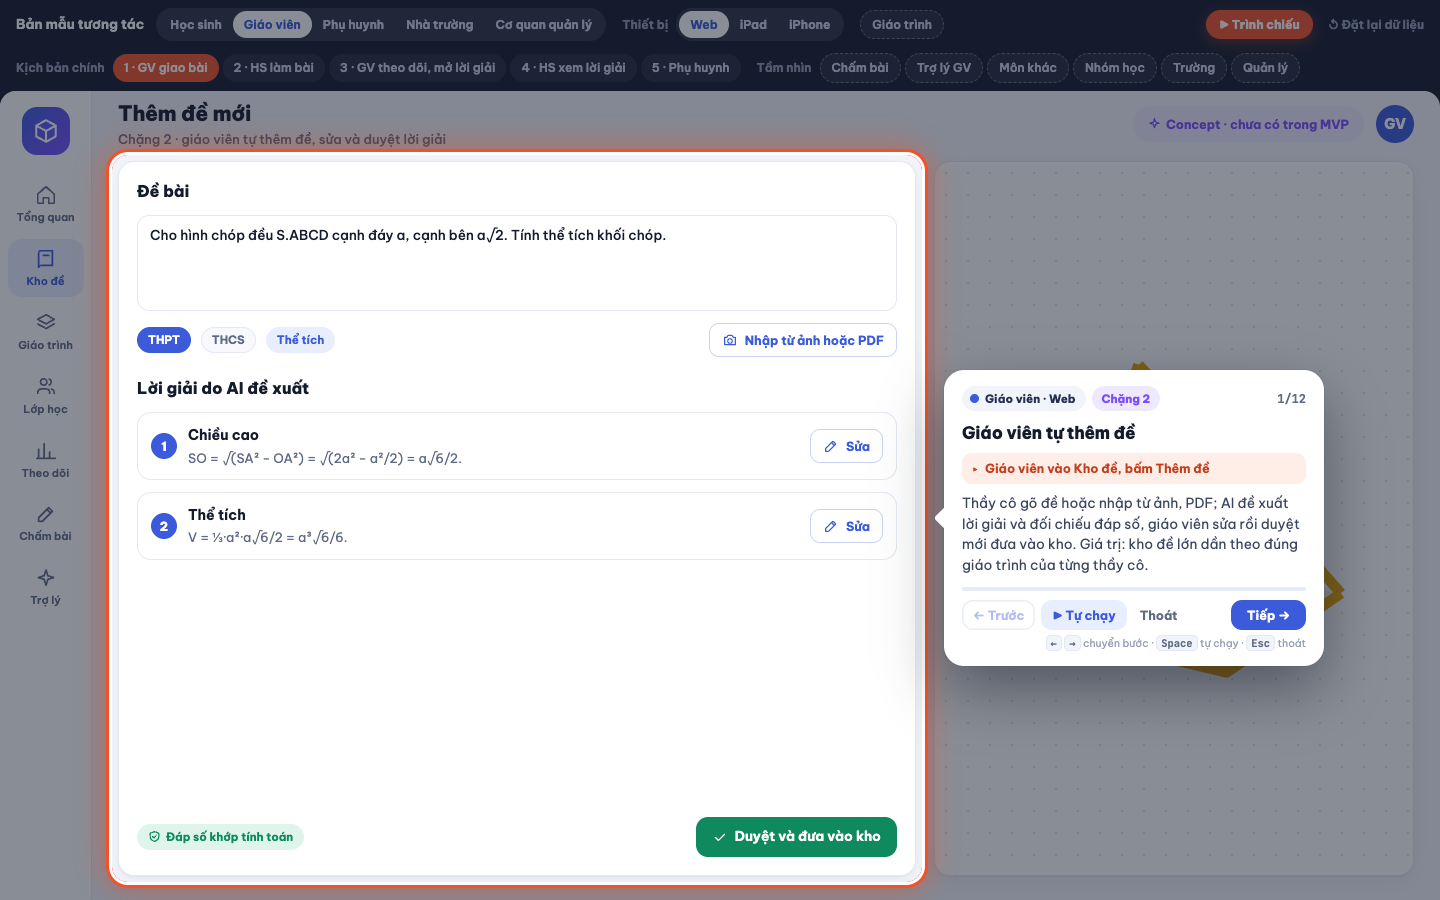 Bản mẫu tương tác
Học sinh
Giáo viên
Phụ huynh
Nhà trường
Cơ quan quản lý
Thiết bị
Web
iPad
iPhone
Giáo trình
Trình chiếu
Đặt lại dữ liệu
Kịch bản chính
1 · GV giao bài
2 · HS làm bài
3 · GV theo dõi, mở lời giải
4 · HS xem lời giải
5 · Phụ huynh
Tầm nhìn
Chấm bài
Trợ lý GV
Môn khác
Nhóm học
Trường
Quản lý
Thêm đề mới
Chặng 2 · giáo viên tự thêm đề, sửa và duyệt lời giải
Concept · chưa có trong MVP
GV
Tổng quan
Kho đề
Giáo trình
Lớp học
Theo dõi
Chấm bài
Trợ lý
Đề bài
Cho hình chóp đều S.ABCD cạnh đáy a, cạnh bên a√2. Tính thể tích khối chóp.
THPT
THCS
Thể tích
Nhập từ ảnh hoặc PDF
Lời giải do AI đề xuất
1
Chiều cao
SO = √(SA² − OA²) = √(2a² − a²/2) = a√6/2.
Sửa
2
Thể tích
V = ⅓·a²·a√6/2 = a³√6/6.
Sửa
Đáp số khớp tính toán
Duyệt và đưa vào kho
Giáo viên · Web
Chặng 2
1/12
Giáo viên tự thêm đề
Giáo viên vào Kho đề, bấm Thêm đề
Thầy cô gõ đề hoặc nhập từ ảnh, PDF; AI đề xuất
lời giải và đối chiếu đáp số, giáo viên sửa rồi duyệt
mới đưa vào kho. Giá trị: kho đề lớn dần theo đúng
giáo trình của từng thầy cô.
← Trước
Tự chạy
Thoát
Tiếp →
← → chuyển bước · Space tự chạy · Esc thoát